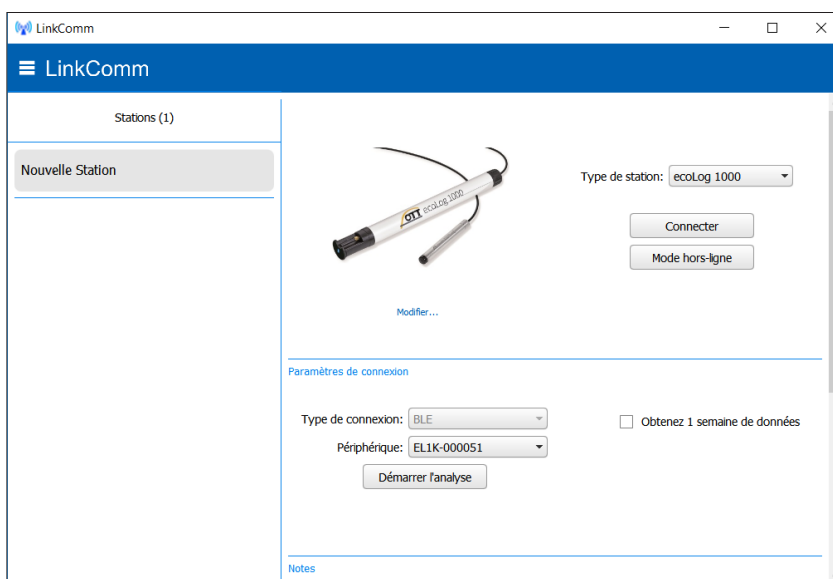 LinkComm
LinkComm
Stations (1)
Nouvelle Station
OTT ecoLog 1000
Type de station: ecoLog 1000
Connecter
Mode hors-ligne
Modifier...
Paramètres de connexion
Type de connexion: BLE
Obtenez 1 semaine de données
Périphérique: EL1K-000051
Démarrer l'analyse
Notes